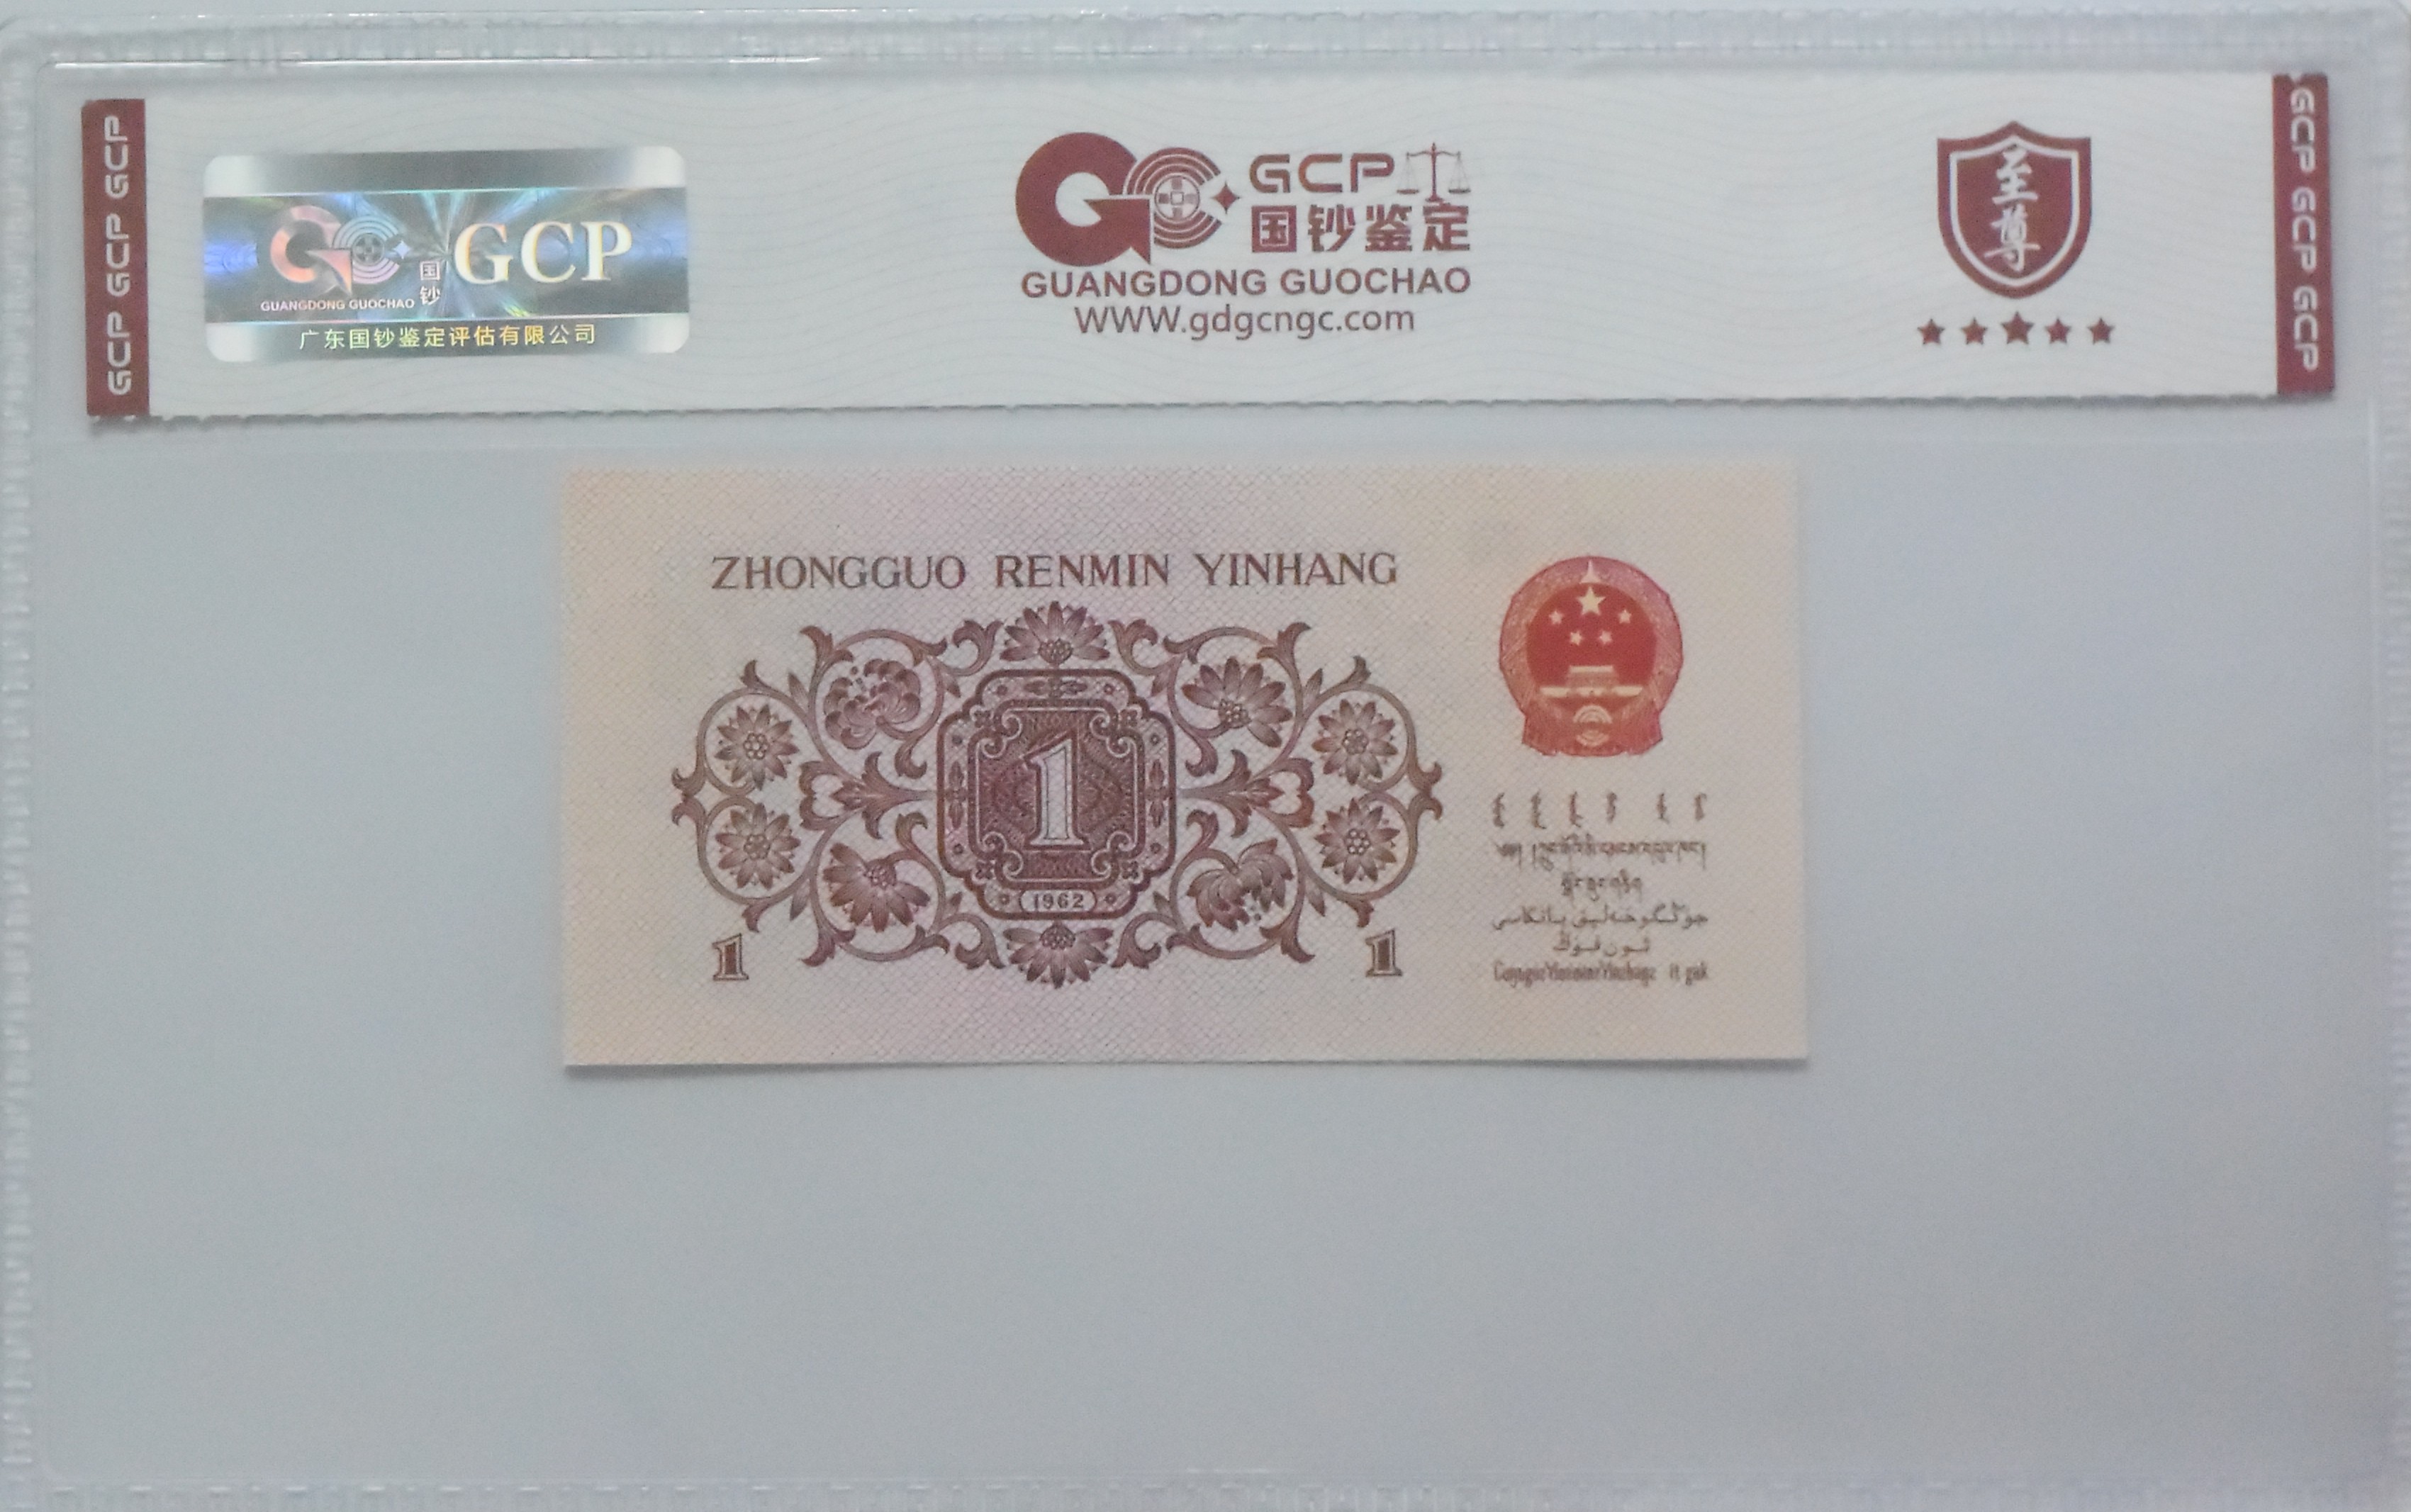 GCP GCP GCP
国钞
GCP
GUANGDONG GUOCHAO
广东国钞鉴定评估有限公司
GCP
国钞鉴定
GUANGDONG GUOCHAO
WWW.gdgcngc.com
至尊
GCP GCP GCP
ZHONGGUO RENMIN YINHANG
1
1962
1
1